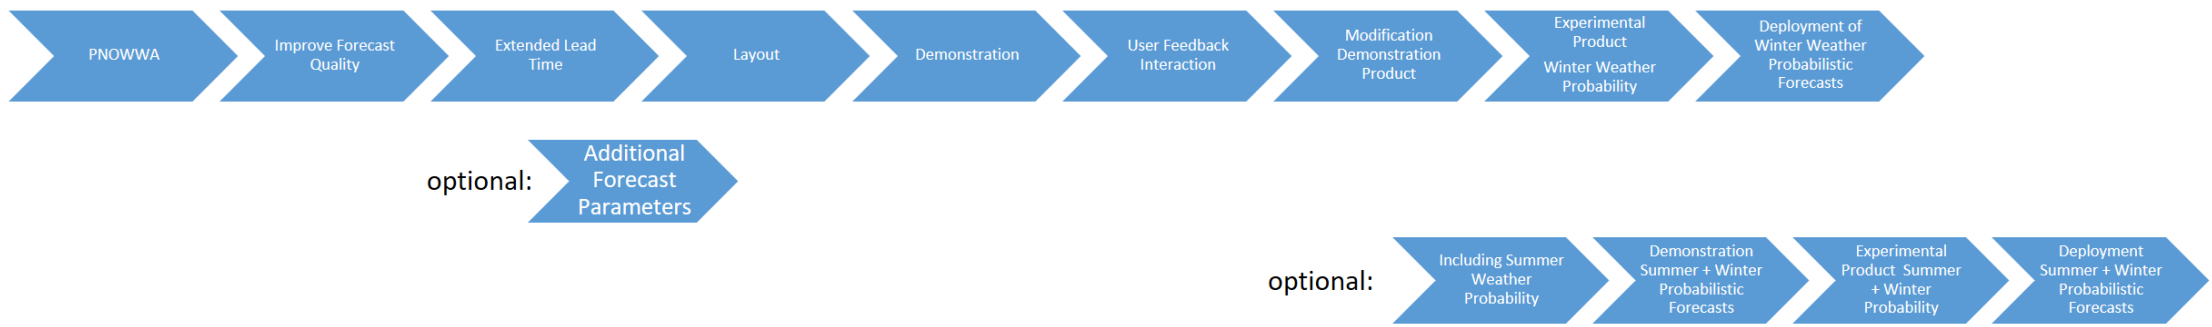 PNOWWA
Improve Forecast
Quality
Extended Lead
Time
Layout
Demonstration
User Feedback
Interaction
Modification
Demonstration
Product
Experimental
Product
Winter Weather
Probability
Deployment of
Winter Weather
Probabilistic
Forecasts
optional:
Additional
Forecast
Parameters
optional:
Including Summer
Weather
Probability
Demonstration
Summer + Winter
Probabilistic
Forecasts
Experimental
Product Summer
+ Winter
Probability
Deployment
Summer + Winter
Probabilistic
Forecasts